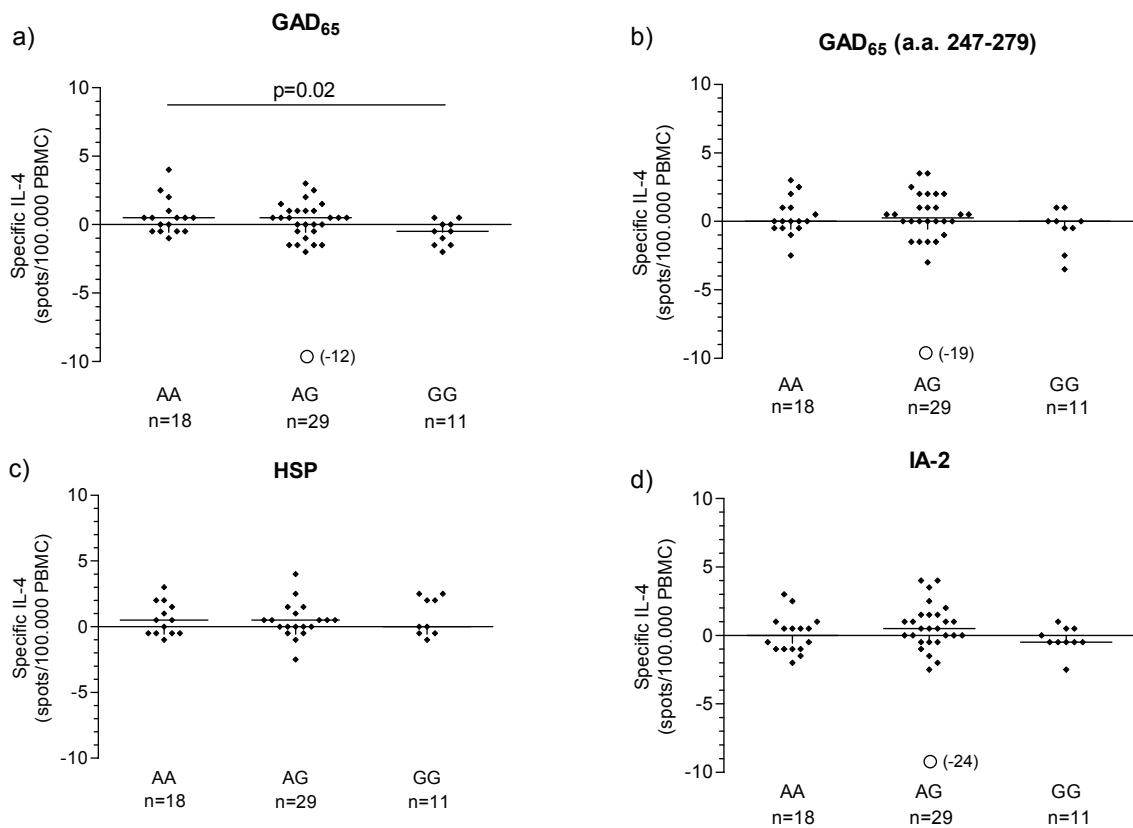 a)
GAD₆₅
Specific IL-4
(spots/100.000 PBMC)
10
5
0
-5
-10
p=0.02
(-12)
AA
AG
GG
n=18
n=29
n=11
b)
GAD₆₅ (a.a. 247-279)
Specific IL-4
(spots/100.000 PBMC)
10
5
0
-5
-10
(-19)
AA
AG
GG
n=18
n=29
n=11
c)
HSP
Specific IL-4
(spots/100.000 PBMC)
10
5
0
-5
-10
AA
AG
GG
n=18
n=29
n=11
d)
IA-2
Specific IL-4
(spots/100.000 PBMC)
10
5
0
-5
-10
(-24)
AA
AG
GG
n=18
n=29
n=11